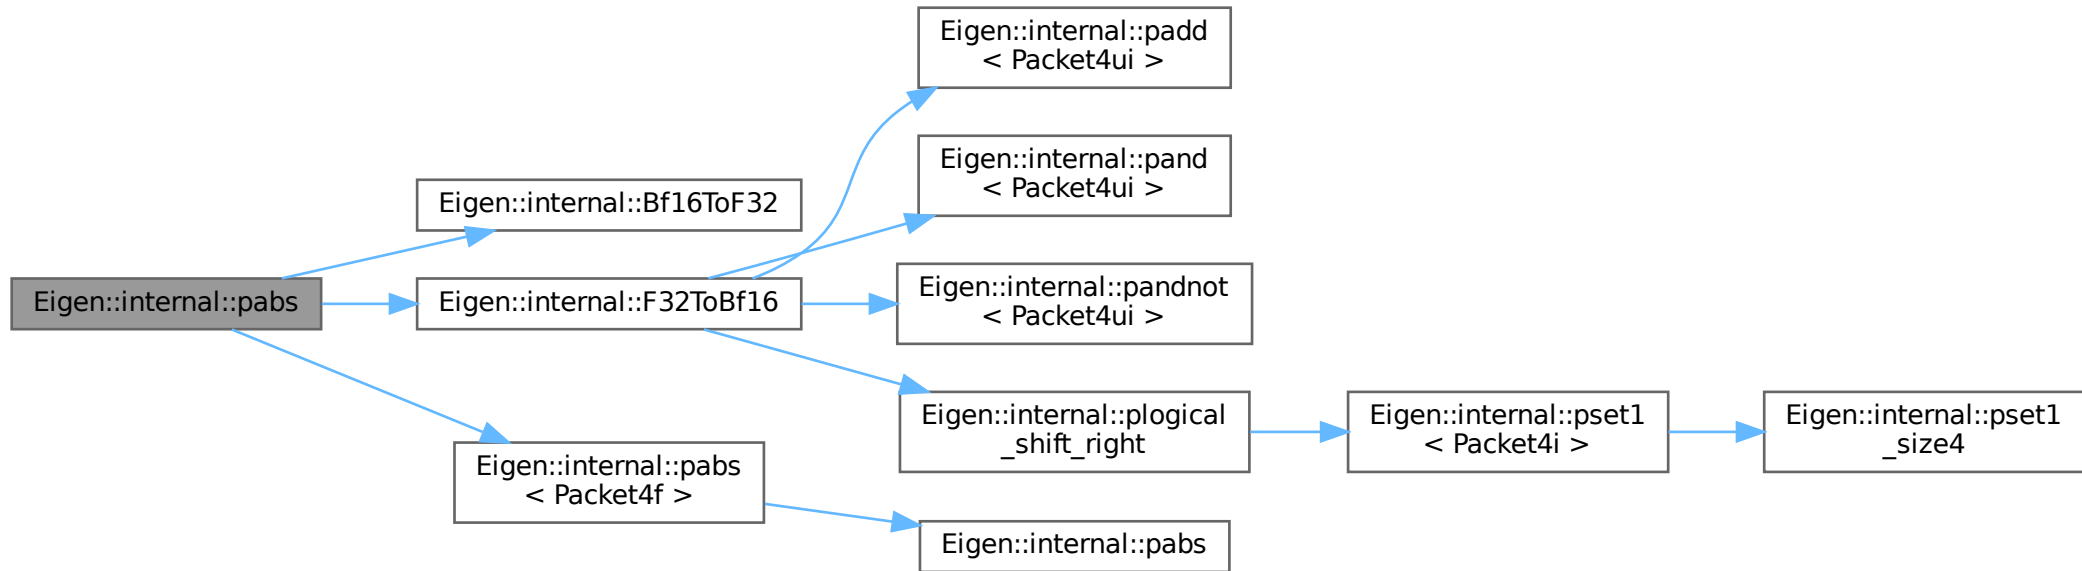 Eigen::internal::pabs
Eigen::internal::Bf16ToF32
Eigen::internal::F32ToBf16
Eigen::internal::pabs
< Packet4f >
Eigen::internal::padd
< Packet4ui >
Eigen::internal::pand
< Packet4ui >
Eigen::internal::pandnot
< Packet4ui >
Eigen::internal::plogical
_shift_right
Eigen::internal::pabs
Eigen::internal::pset1
< Packet4i >
Eigen::internal::pset1
_size4